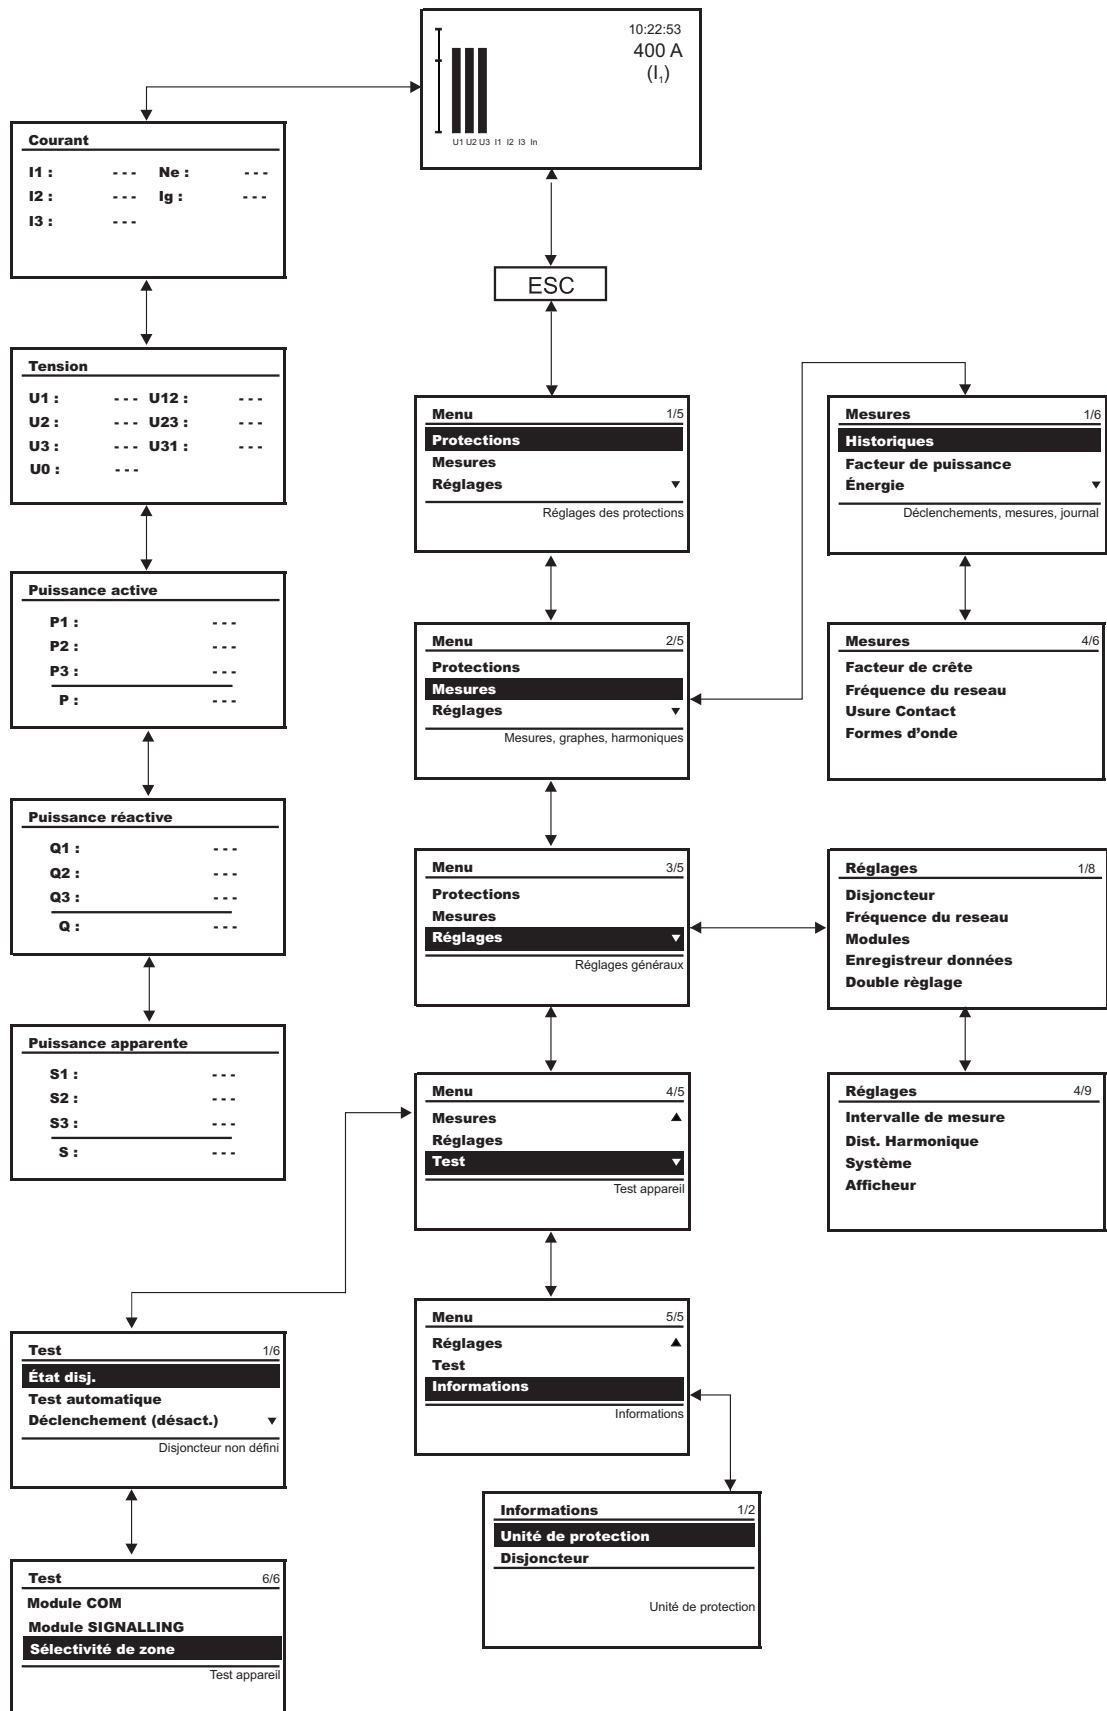 10:22:53
400 A
(I1)
U1 U2 U3 I1 I2 I3 In
Courant
I1 : --- Ne : ---
I2 : --- Ig : ---
I3 : ---
ESC
Tension
U1 : --- U12 : ---
U2 : --- U23 : ---
U3 : --- U31 : ---
U0 : ---
Menu 1/5
Protections
Mesures
Réglages ▼
Réglages des protections
Mesures 1/6
Historiques
Facteur de puissance
Énergie ▼
Déclenchements, mesures, journal
Puissance active
P1 : ---
P2 : ---
P3 : ---
P : ---
Menu 2/5
Protections
Mesures
Réglages ▼
Mesures, graphes, harmoniques
Mesures 4/6
Facteur de crête
Fréquence du reseau
Usure Contact
Formes d’onde
Puissance réactive
Q1 : ---
Q2 : ---
Q3 : ---
Q : ---
Menu 3/5
Protections
Mesures
Réglages ▼
Réglages généraux
Réglages 1/8
Disjoncteur
Fréquence du reseau
Modules
Enregistreur données
Double règlage
Puissance apparente
S1 : ---
S2 : ---
S3 : ---
S : ---
Menu 4/5
Mesures ▲
Réglages
Test ▼
Test appareil
Réglages 4/9
Intervalle de mesure
Dist. Harmonique
Système
Afficheur
Test 1/6
État disj.
Test automatique
Déclenchement (désact.) ▼
Disjoncteur non défini
Menu 5/5
Réglages ▲
Test
Informations
Informations
Informations 1/2
Unité de protection
Disjoncteur
Unité de protection
Test 6/6
Module COM
Module SIGNALLING
Sélectivité de zone
Test appareil